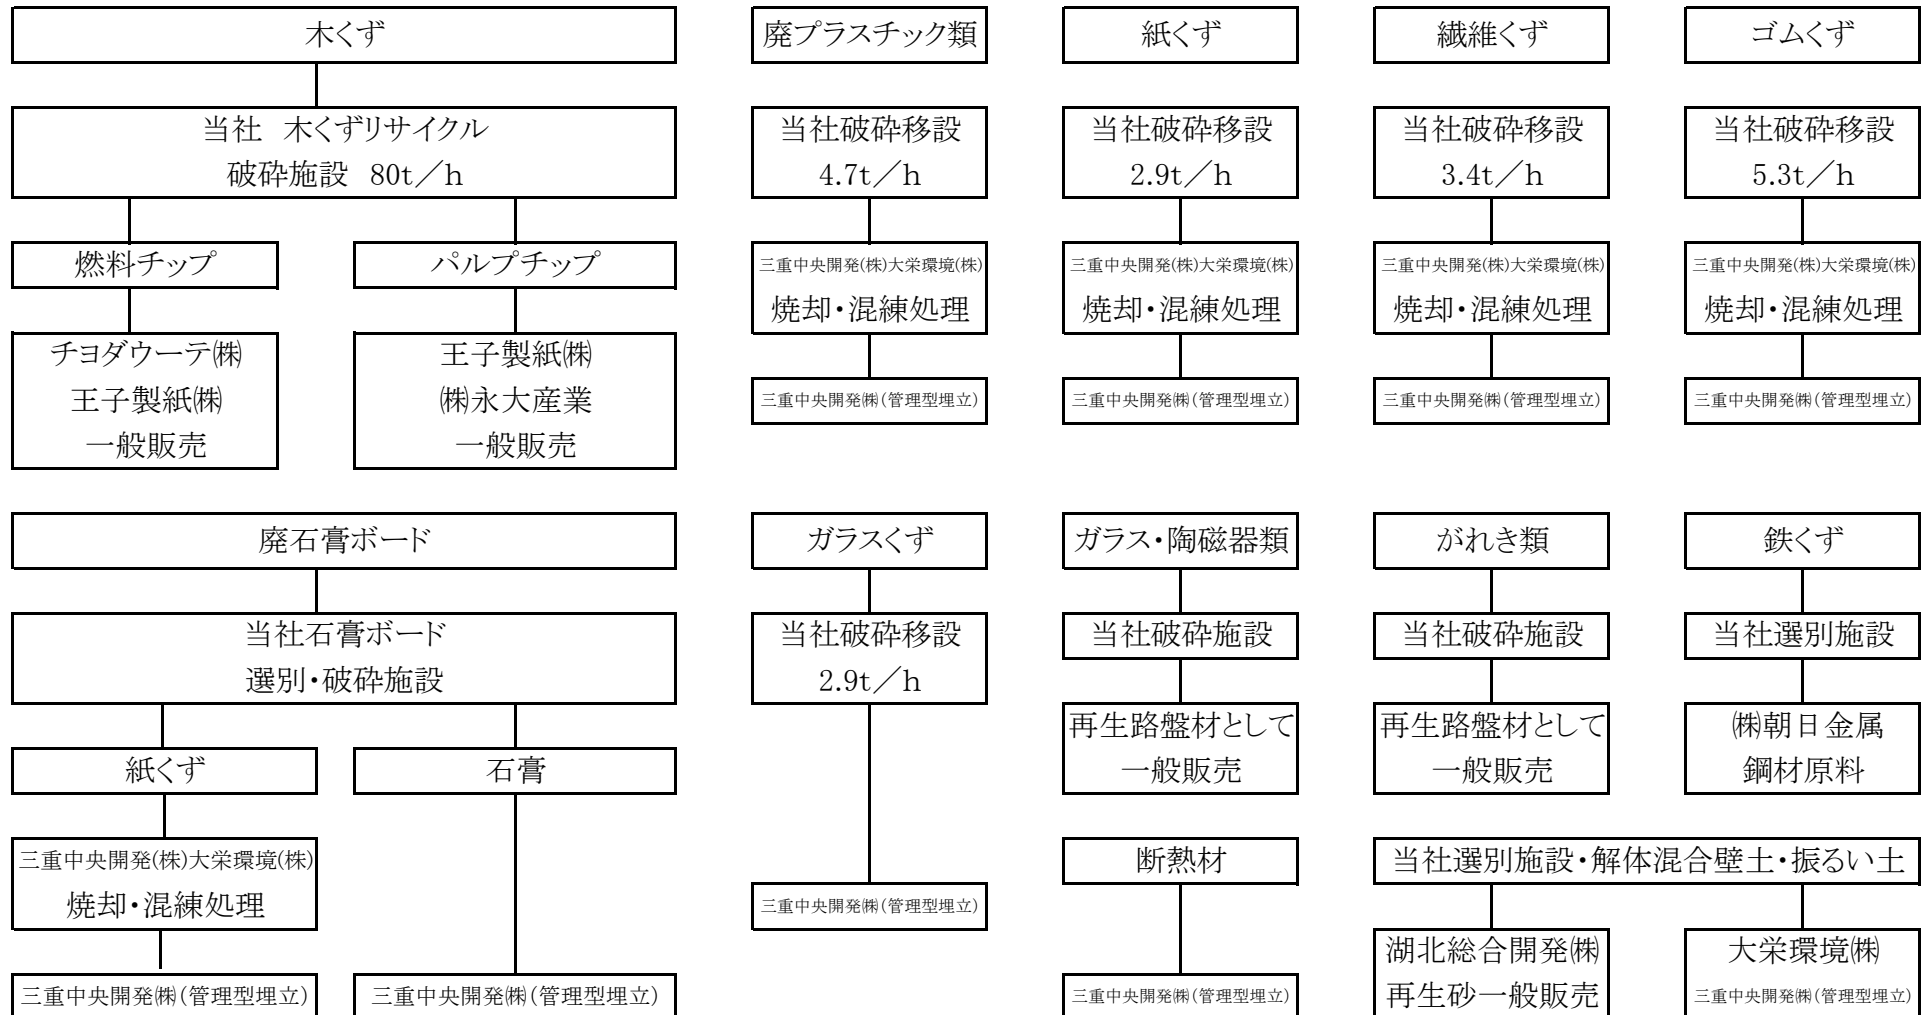 木くず
廃プラスチック類
紙くず
繊維くず
ゴムくず
当社 木くずリサイクル
破砕施設 80t／h
当社破砕移設
4.7t／h
当社破砕移設
2.9t／h
当社破砕移設
3.4t／h
当社破砕移設
5.3t／h
燃料チップ
パルプチップ
三重中央開発(株)大栄環境(株)
焼却・混練処理
三重中央開発(株)大栄環境(株)
焼却・混練処理
三重中央開発(株)大栄環境(株)
焼却・混練処理
三重中央開発(株)大栄環境(株)
焼却・混練処理
チヨダウーテ㈱
王子製紙㈱
一般販売
王子製紙㈱
㈱永大産業
一般販売
三重中央開発㈱(管理型埋立)
三重中央開発㈱(管理型埋立)
三重中央開発㈱(管理型埋立)
三重中央開発㈱(管理型埋立)
廃石膏ボード
ガラスくず
ガラス・陶磁器類
がれき類
鉄くず
当社石膏ボード
選別・破砕施設
当社破砕移設
2.9t／h
当社破砕施設
当社破砕施設
当社選別施設
紙くず
石膏
再生路盤材として
一般販売
再生路盤材として
一般販売
㈱朝日金属
鋼材原料
三重中央開発(株)大栄環境(株)
焼却・混練処理
三重中央開発㈱(管理型埋立)
断熱材
当社選別施設・解体混合壁土・振るい土
三重中央開発㈱(管理型埋立)
三重中央開発㈱(管理型埋立)
三重中央開発㈱(管理型埋立)
湖北総合開発㈱
再生砂一般販売
大栄環境㈱
三重中央開発㈱(管理型埋立)